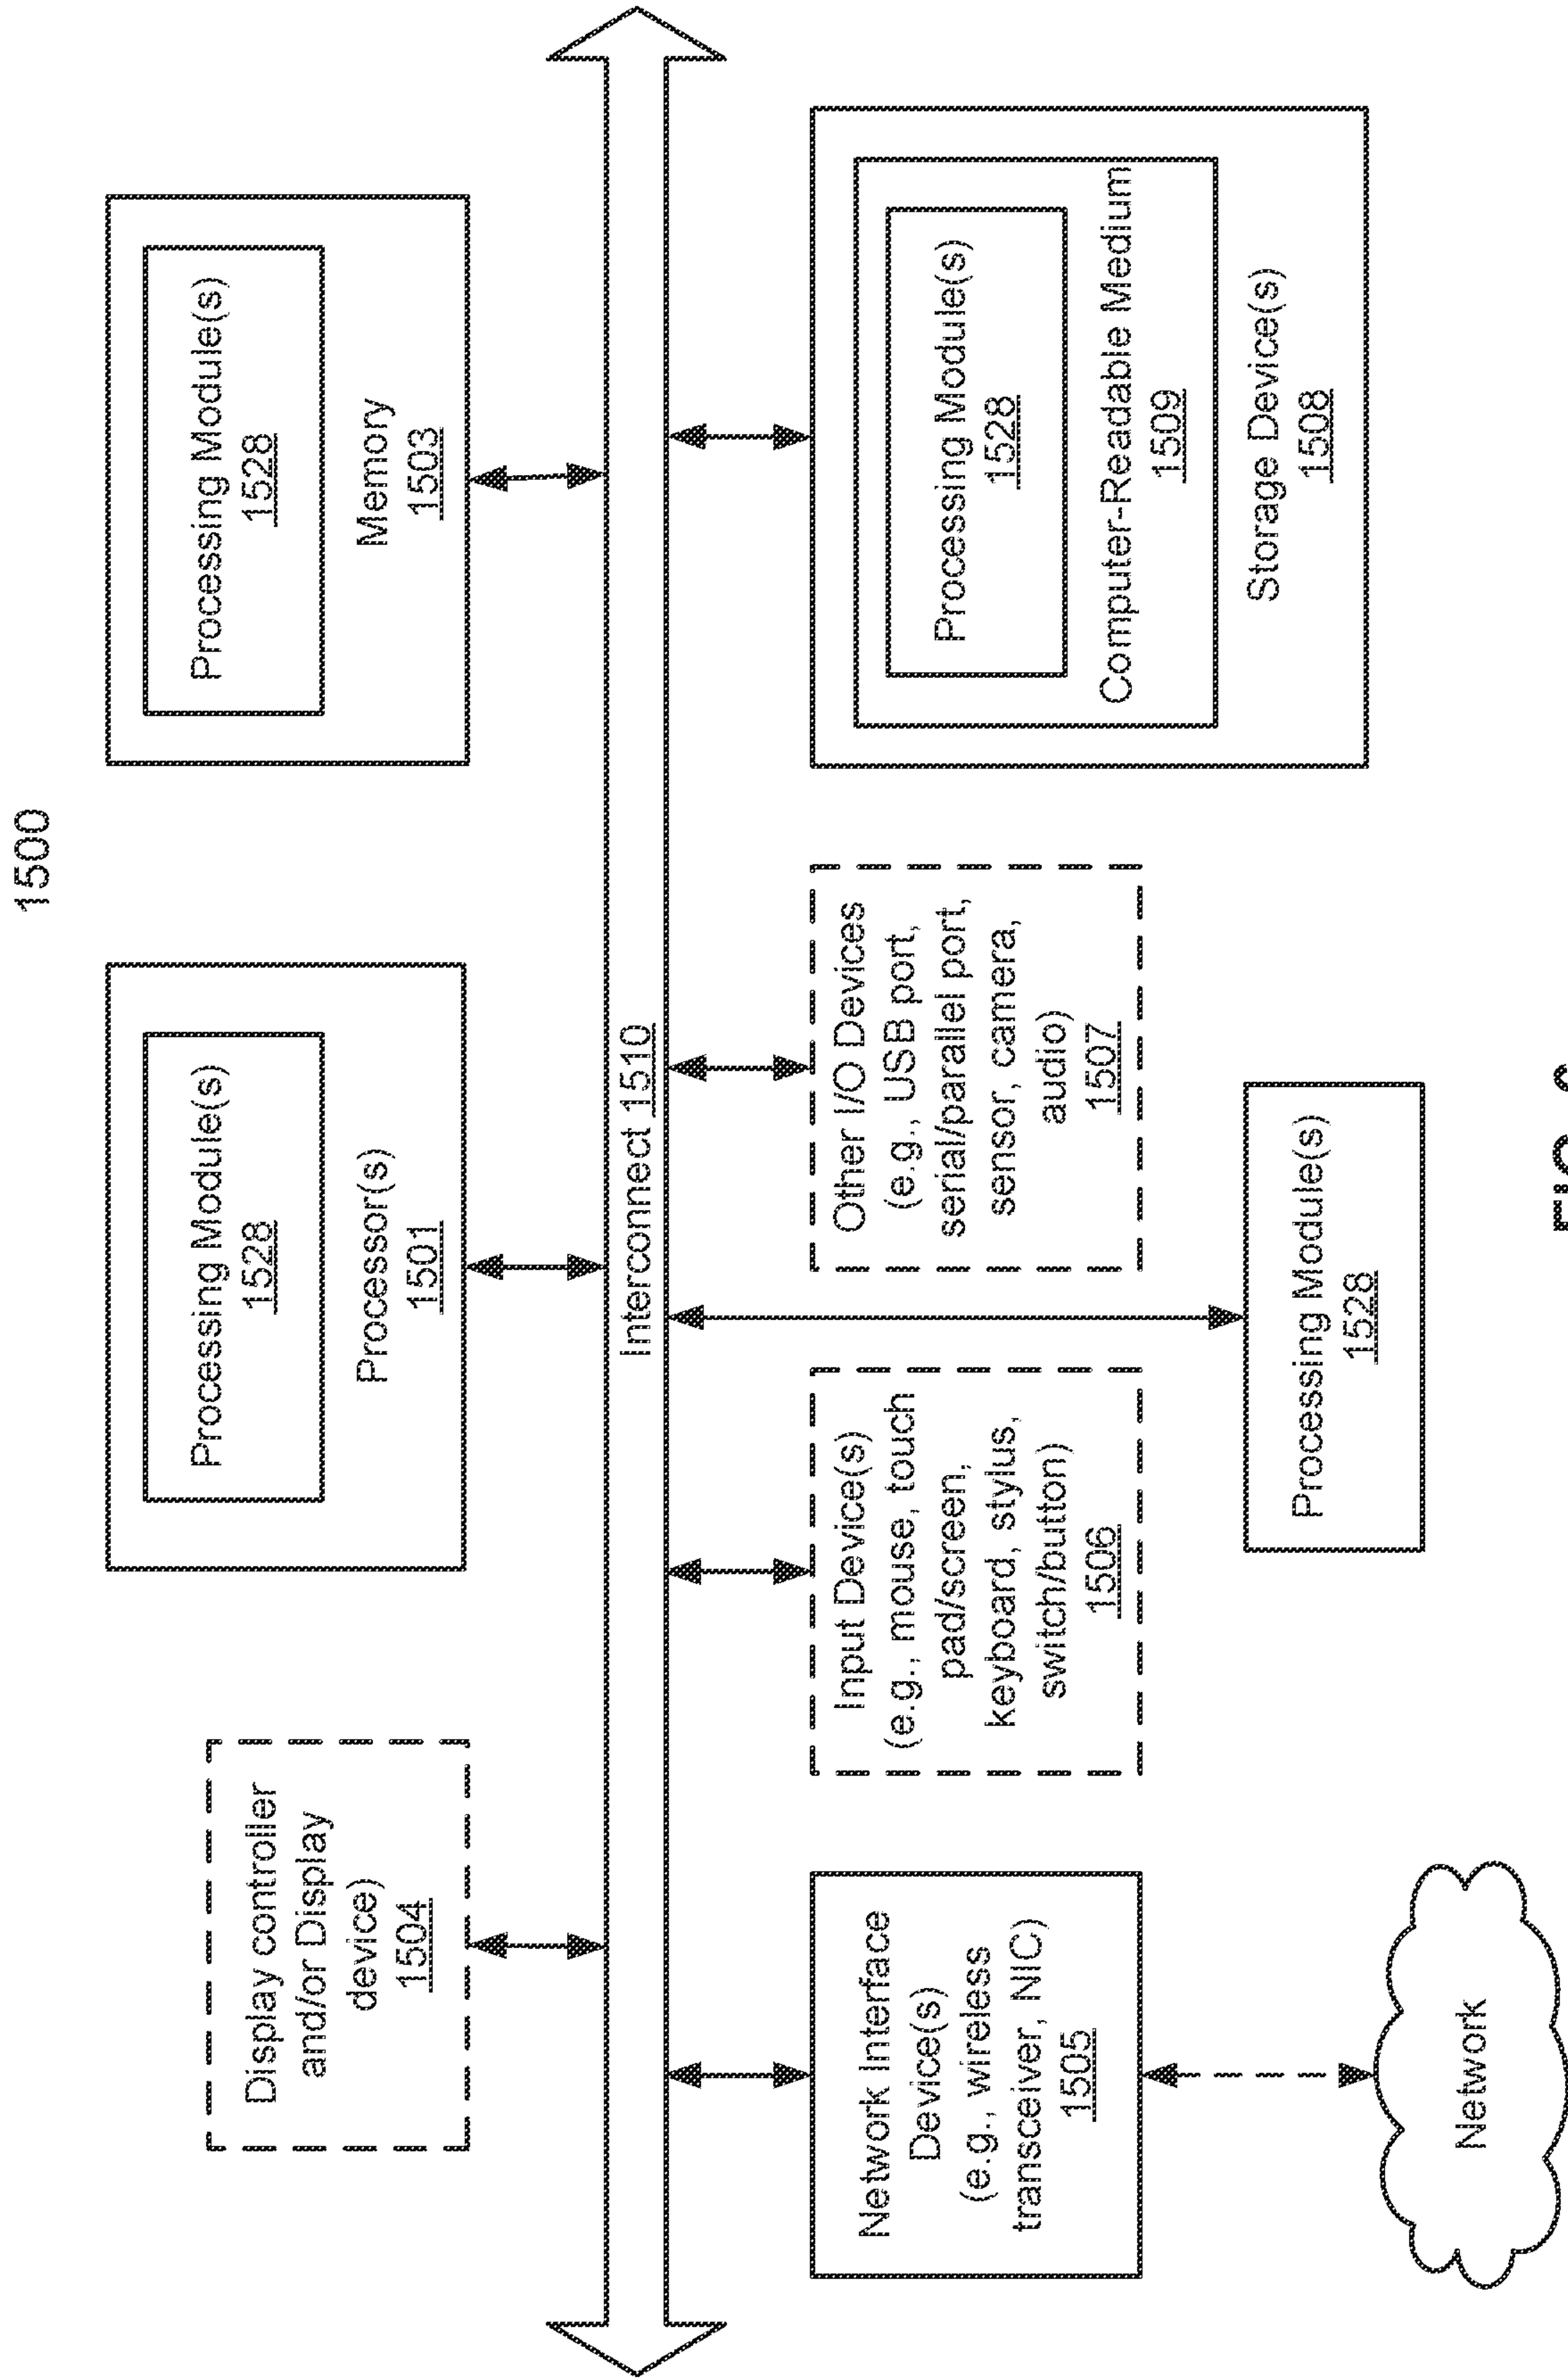 1500
Display controller
and/or Display
device)
1504
Processing Module(s)
1528
Processor(s)
1501
Processing Module(s)
1528
Memory
1503
Interconnect 1510
Network Interface
Device(s)
(e.g., wireless
transceiver, NIC)
1505
Input Device(s)
(e.g., mouse, touch
pad/screen,
keyboard, stylus,
switch/button)
1506
Other I/O Devices
(e.g., USB port,
serial/parallel port,
sensor, camera,
audio)
1507
Processing Module(s)
1528
Computer-Readable Medium
1509
Storage Device(s)
1508
Processing Module(s)
1528
Network
FIG.